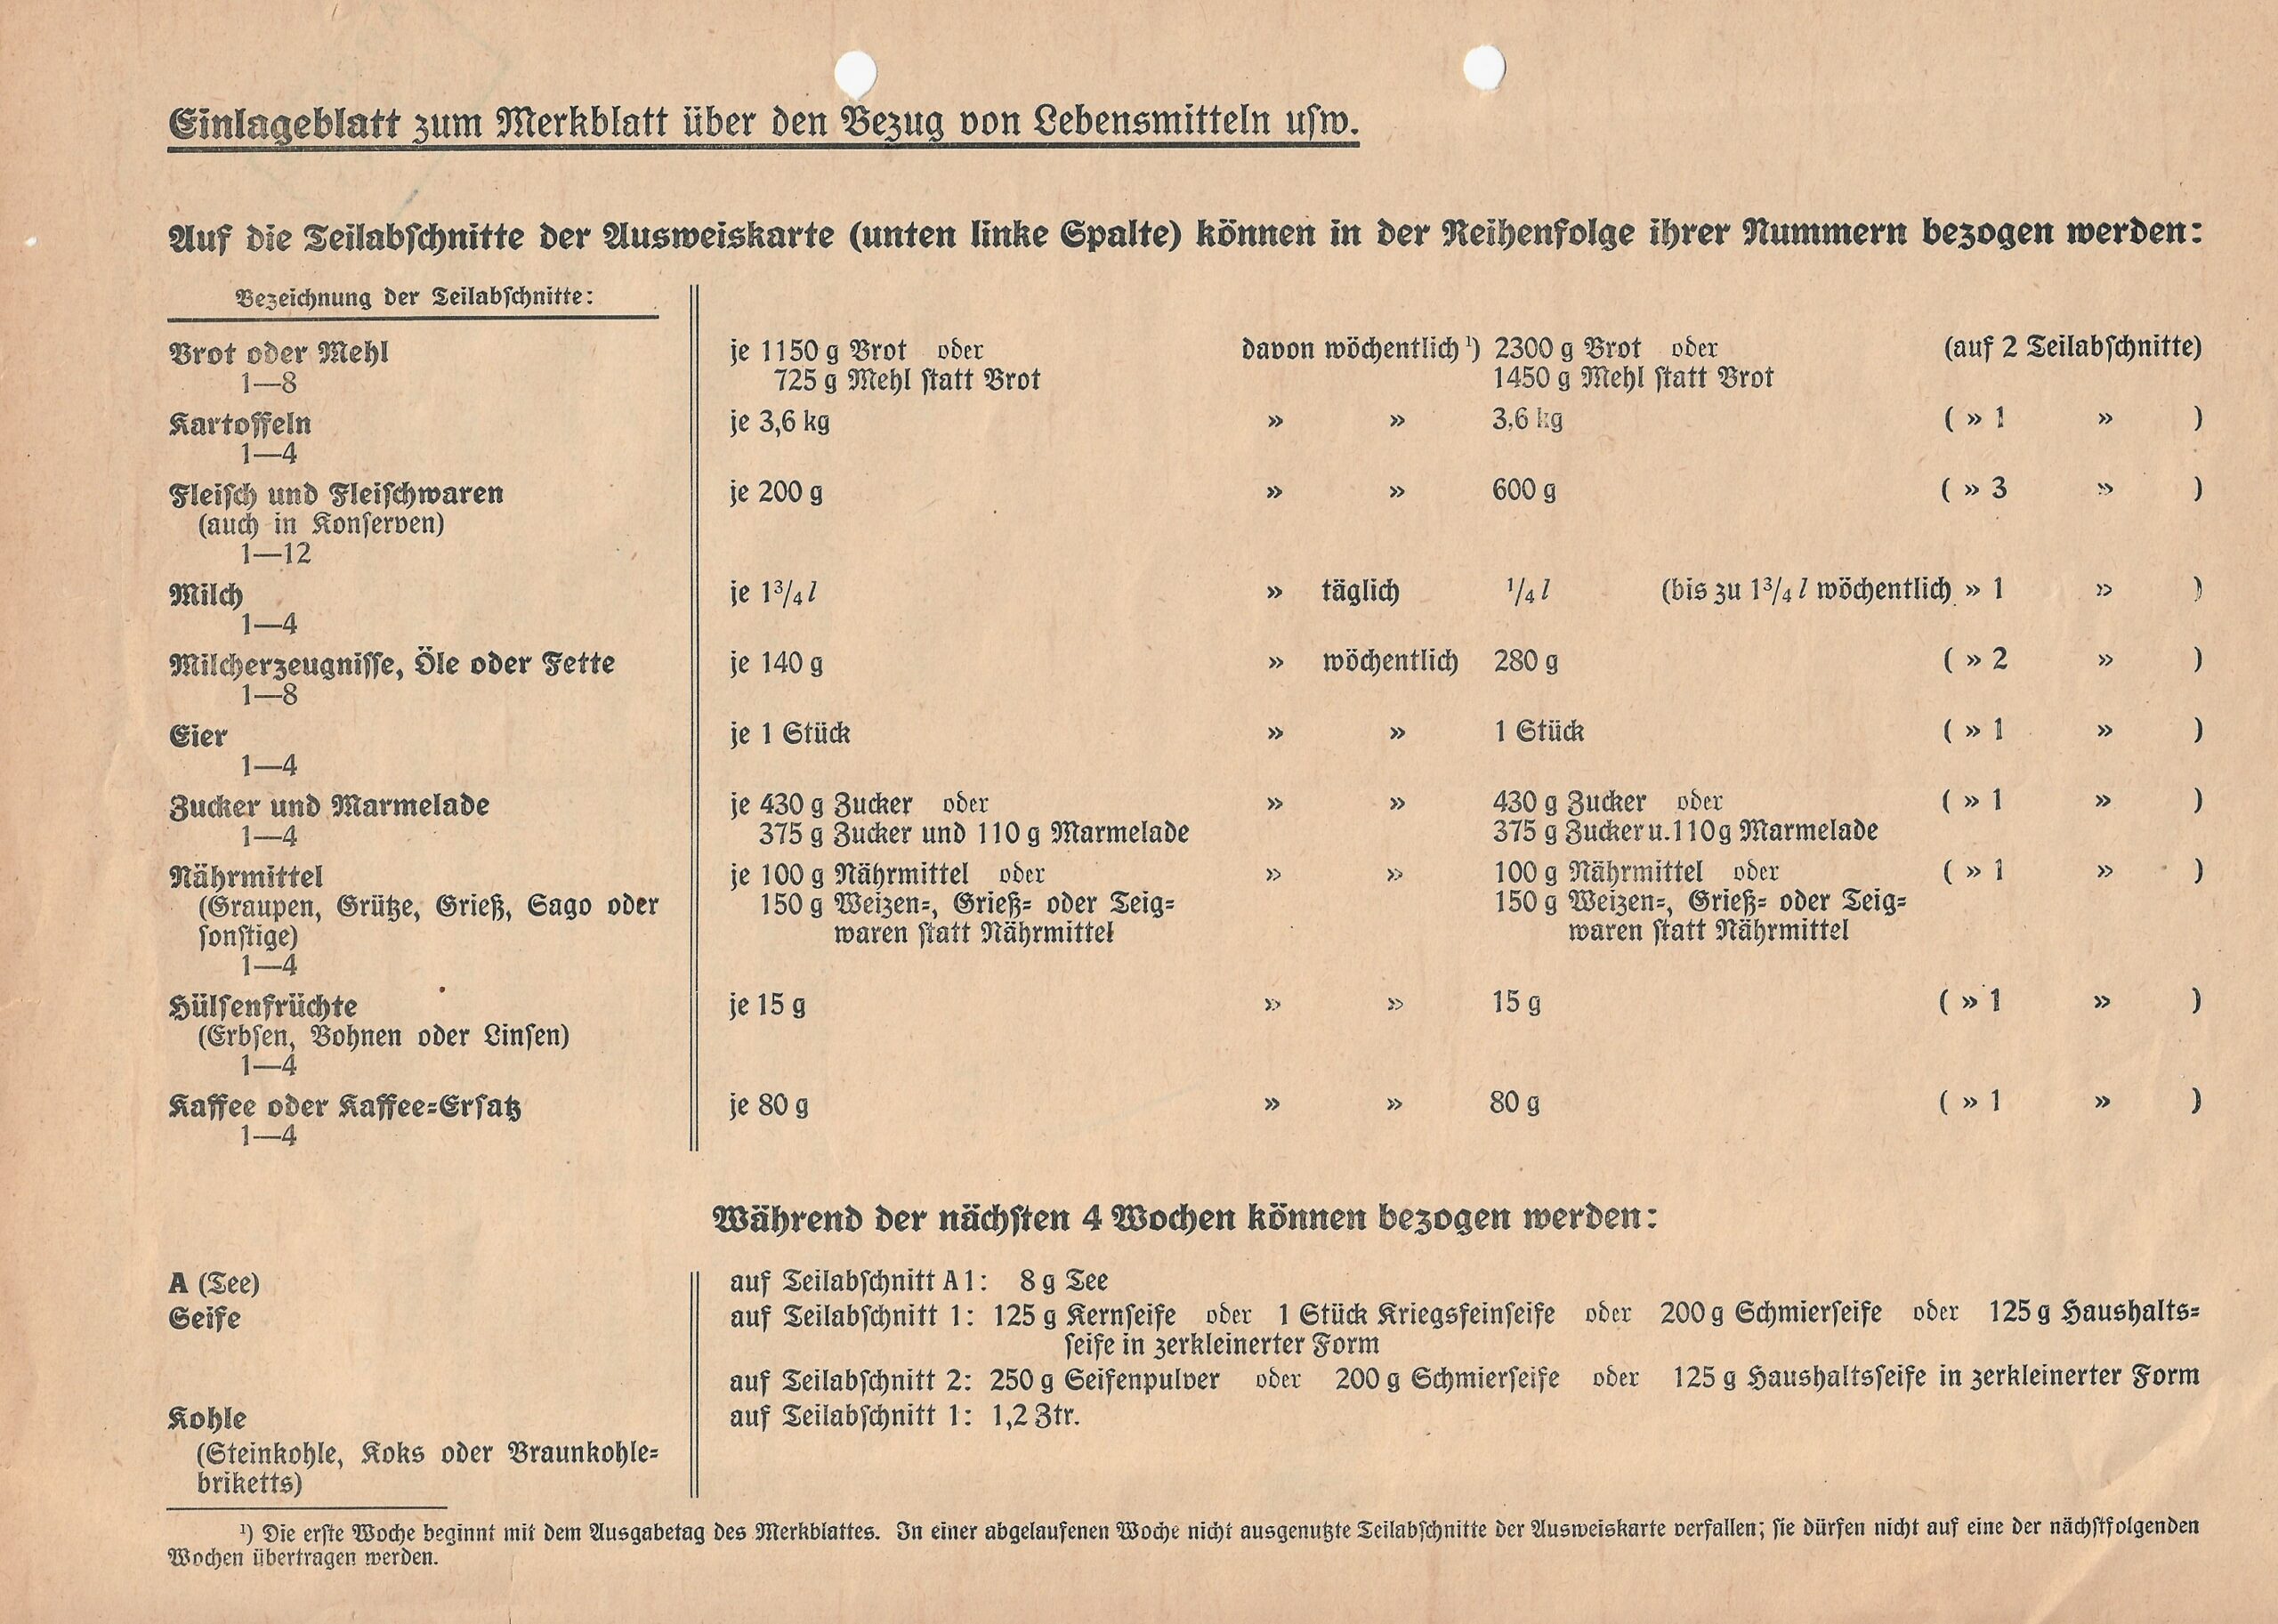 Einlageblatt zum Merkblatt über den Bezug von Lebensmitteln usw.
Auf die Teilabschnitte der Ausweiskarte (unten linke Spalte) können in der Reihenfolge ihrer Nummern bezogen werden:
Bezeichnung der Teilabschnitte:
Brot oder Mehl je 1150 g Brot oder davon wöchentlich ¹) 2300 g Brot oder (auf 2 Teilabschnitte)
1—8 725 g Mehl statt Brot 1450 g Mehl statt Brot
Kartoffeln je 3,6 kg » » 3,6 kg ( » 1 » )
1—4
Fleisch und Fleischwaren je 200 g » » 600 g ( » 3 » )
(auch in Konserven)
1—12
Milch je 1³/₄ l » täglich ¹/₄ l (bis zu 1³/₄ l wöchentlich » 1 » )
1—4
Milcherzeugnisse, Öle oder Fette je 140 g » wöchentlich 280 g ( » 2 » )
1—8
Eier je 1 Stück » » 1 Stück ( » 1 » )
1—4
Zucker und Marmelade je 430 g Zucker oder » » 430 g Zucker oder ( » 1 » )
1—4 375 g Zucker und 110 g Marmelade 375 g Zucker u. 110 g Marmelade
Nährmittel je 100 g Nährmittel oder » » 100 g Nährmittel oder ( » 1 » )
(Graupen, Grütze, Grieß, Sago oder 150 g Weizen-, Grieß- oder Teig- 150 g Weizen-, Grieß- oder Teig-
sonstige) waren statt Nährmittel waren statt Nährmittel
1—4
Hülsenfrüchte je 15 g » » 15 g ( » 1 » )
(Erbsen, Bohnen oder Linsen)
1—4
Kaffee oder Kaffee-Ersatz je 80 g » » 80 g ( » 1 » )
1—4
Während der nächsten 4 Wochen können bezogen werden:
A (Tee) auf Teilabschnitt A 1: 8 g Tee
Seife auf Teilabschnitt 1: 125 g Kernseife oder 1 Stück Kriegsfeinseife oder 200 g Schmierseife oder 125 g Haushalts-
seife in zerkleinerter Form
auf Teilabschnitt 2: 250 g Seifenpulver oder 200 g Schmierseife oder 125 g Haushaltsseife in zerkleinerter Form
Kohle auf Teilabschnitt 1: 1,2 Ztr.
(Steinkohle, Koks oder Braunkohle-
briketts)
¹) Die erste Woche beginnt mit dem Ausgabetag des Merkblattes. In einer abgelaufenen Woche nicht ausgenutzte Teilabschnitte der Ausweiskarte verfallen; sie dürfen nicht auf eine der nächstfolgenden
Wochen übertragen werden.